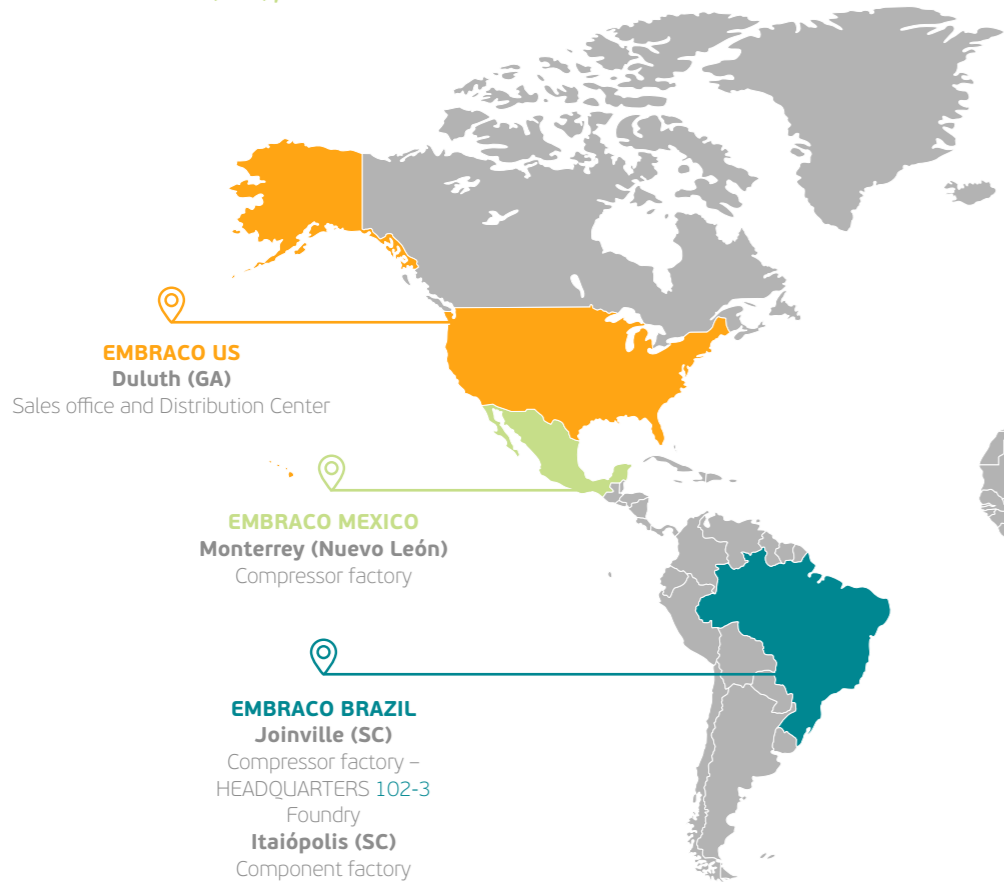 EMBRACO US
Duluth (GA)
Sales office and Distribution Center
EMBRACO MEXICO
Monterrey (Nuevo León)
Compressor factory
EMBRACO BRAZIL
Joinville (SC)
Compressor factory –
HEADQUARTERS 102-3
Foundry
Itaiópolis (SC)
Component factory